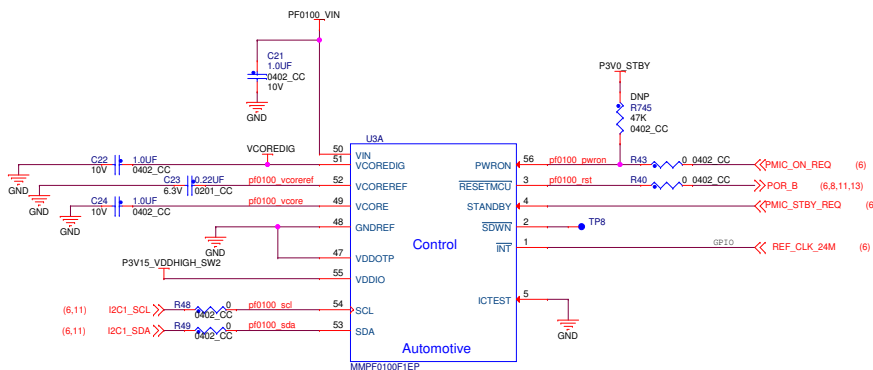 PF0100_VIN
C21
1.0UF
0402_CC
10V
GND
P3V0_STBY
DNP
R745
47K
0402_CC
U3A
VCOREDIG
50 VIN
51 VCOREDIG
C22 1.0UF
10V 0402_CC
GND
C23 0.22UF pf0100_vcoreref 52 VCOREREF
6.3V 0201_CC
GND
C24 1.0UF pf0100_vcore 49 VCORE
10V 0402_CC
GND
48 GNDREF
GND
47 VDDOTP
P3V15_VDDHIGH_SW2
55 VDDIO
(6,11) I2C1_SCL R48 0 pf0100_scl 54 SCL
0402_CC
(6,11) I2C1_SDA R49 0 pf0100_sda 53 SDA
0402_CC
Control
Automotive
MMPF0100F1EP
PWRON 56 pf0100_pwron R43 0 0402_CC PMIC_ON_REQ (6)
RESETMCU 3 pf0100_rst R40 0 0402_CC POR_B (6,8,11,13)
STANDBY 4 PMIC_STBY_REQ (6
SDWN 2 TP8
INT 1 GPIO REF_CLK_24M (6)
ICTEST 5
GND